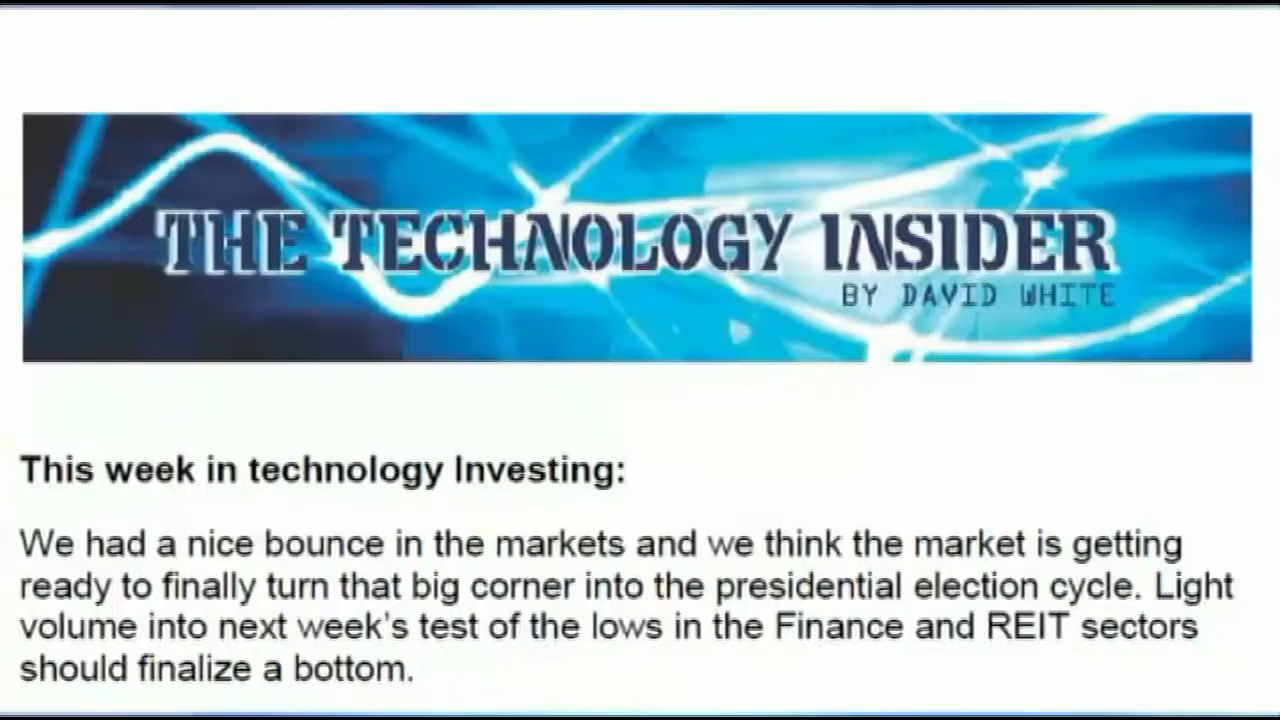 THE TECHNOLOGY INSIDER
BY DAVID WHITE
This week in technology Investing:
We had a nice bounce in the markets and we think the market is getting
ready to finally turn that big corner into the presidential election cycle. Light
volume into next week's test of the lows in the Finance and REIT sectors
should finalize a bottom.